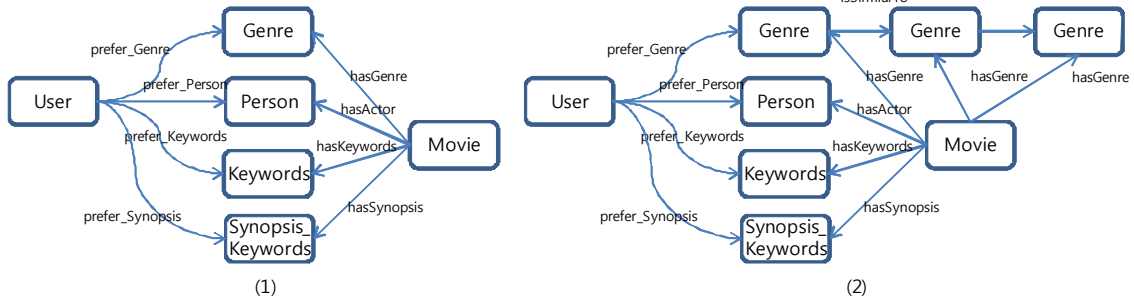 Genre
prefer_Genre
hasGenre
prefer_Person
User
Person
hasActor
prefer_Keywords
hasKeywords
Movie
Keywords
prefer_Synopsis
hasSynopsis
Synopsis_
Keywords
(1)
Genre
Genre
Genre
prefer_Genre
hasGenre
hasGenre
hasGenre
prefer_Person
User
Person
hasActor
prefer_Keywords
hasKeywords
Movie
Keywords
prefer_Synopsis
hasSynopsis
Synopsis_
Keywords
(2)